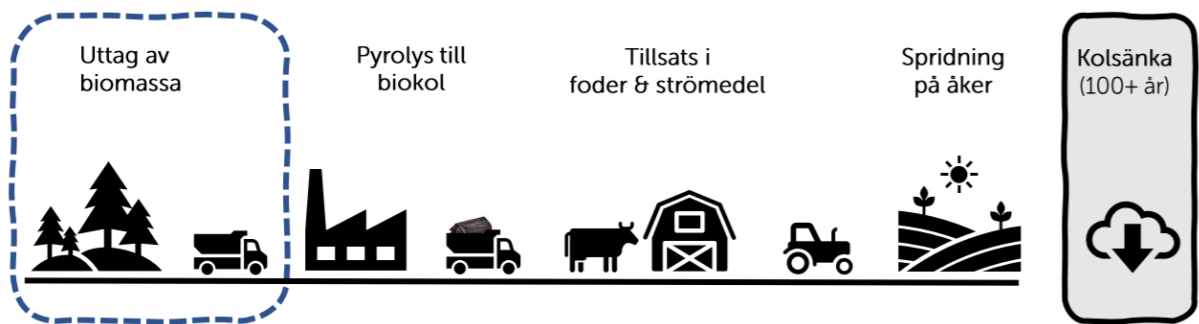 Uttag av
biomassa
Pyrolys till
biokol
Tillsats i
foder & strömedel
Spridning
på åker
Kolsänka
(100+ år)